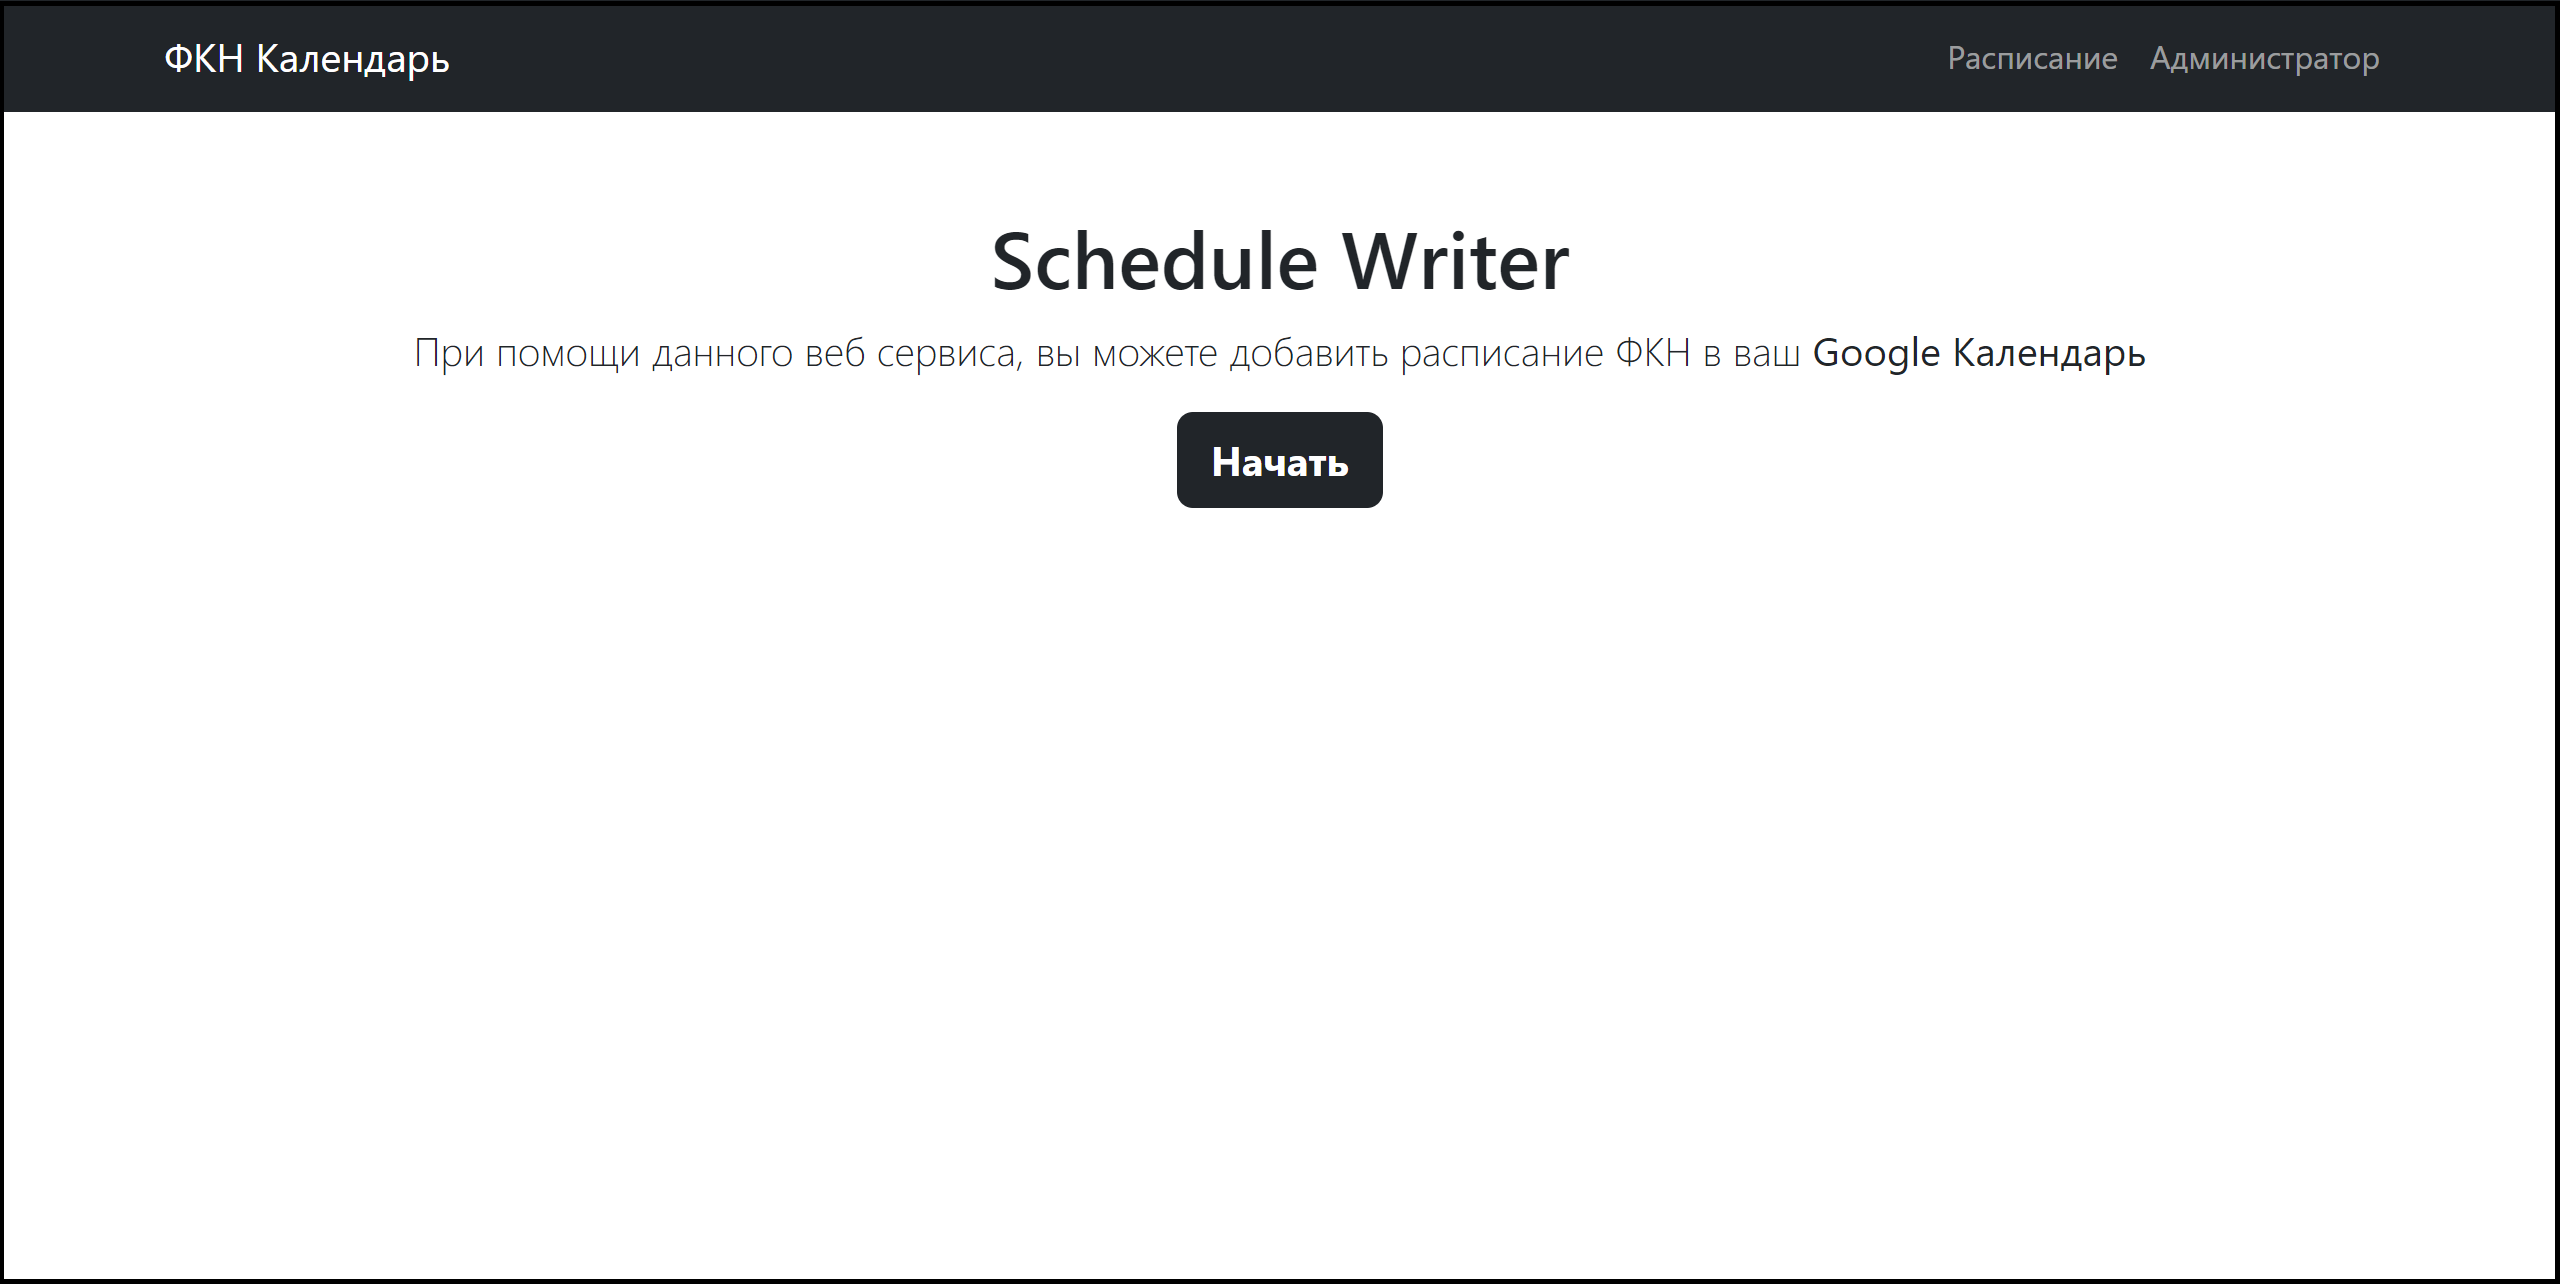 ФКН Календарь
Расписание Администратор
Schedule Writer
При помощи данного веб сервиса, вы можете добавить расписание ФКН в ваш Google Календарь
Начать